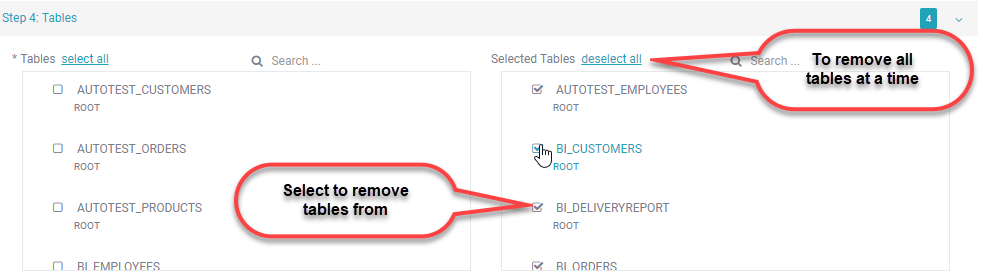 Step 4: Tables
4
* Tables select all
Search ...
AUTOTEST_CUSTOMERS
ROOT
AUTOTEST_ORDERS
ROOT
AUTOTEST_PRODUCTS
ROOT
BI_EMPLOYEES
Selected Tables deselect all
Search ...
AUTOTEST_EMPLOYEES
ROOT
BI_CUSTOMERS
ROOT
BI_DELIVERYREPORT
ROOT
BI_ORDERS
To remove all
tables at a time
Select to remove
tables from